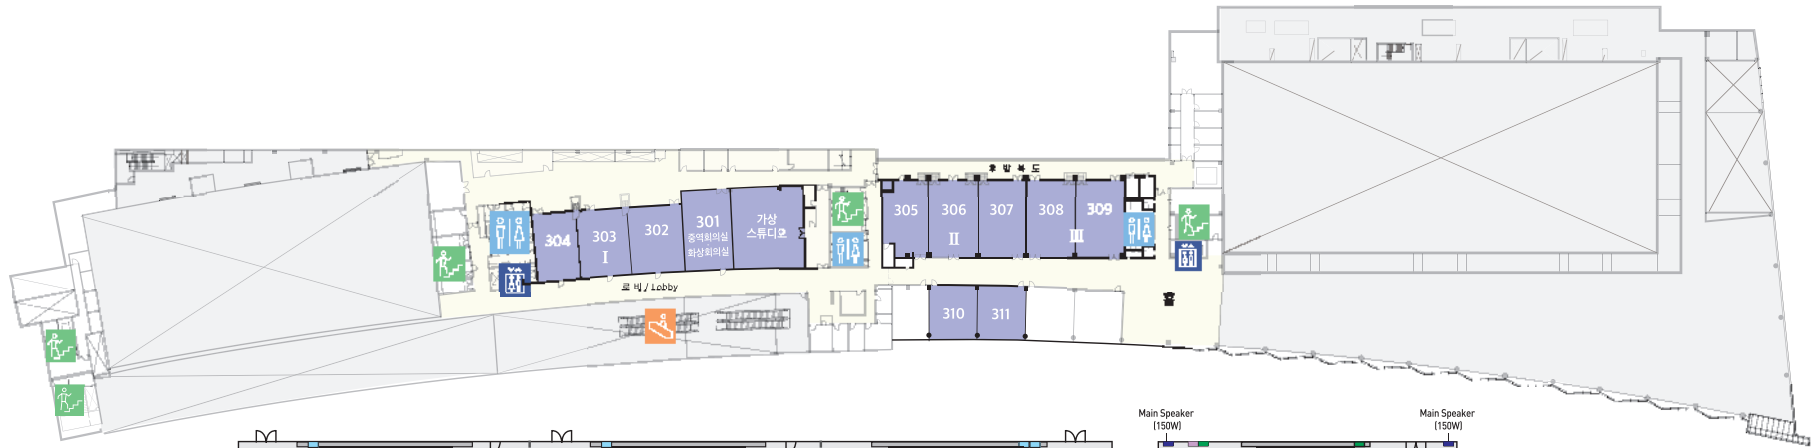 후 방 복 도
305
306
307
308
309
II
III
304
303
I
302
301
중역회의실
화상회의실
가상
스튜디오
로 비 / Lobby
310
311
Main Speaker
(150W)
Main Speaker
(150W)